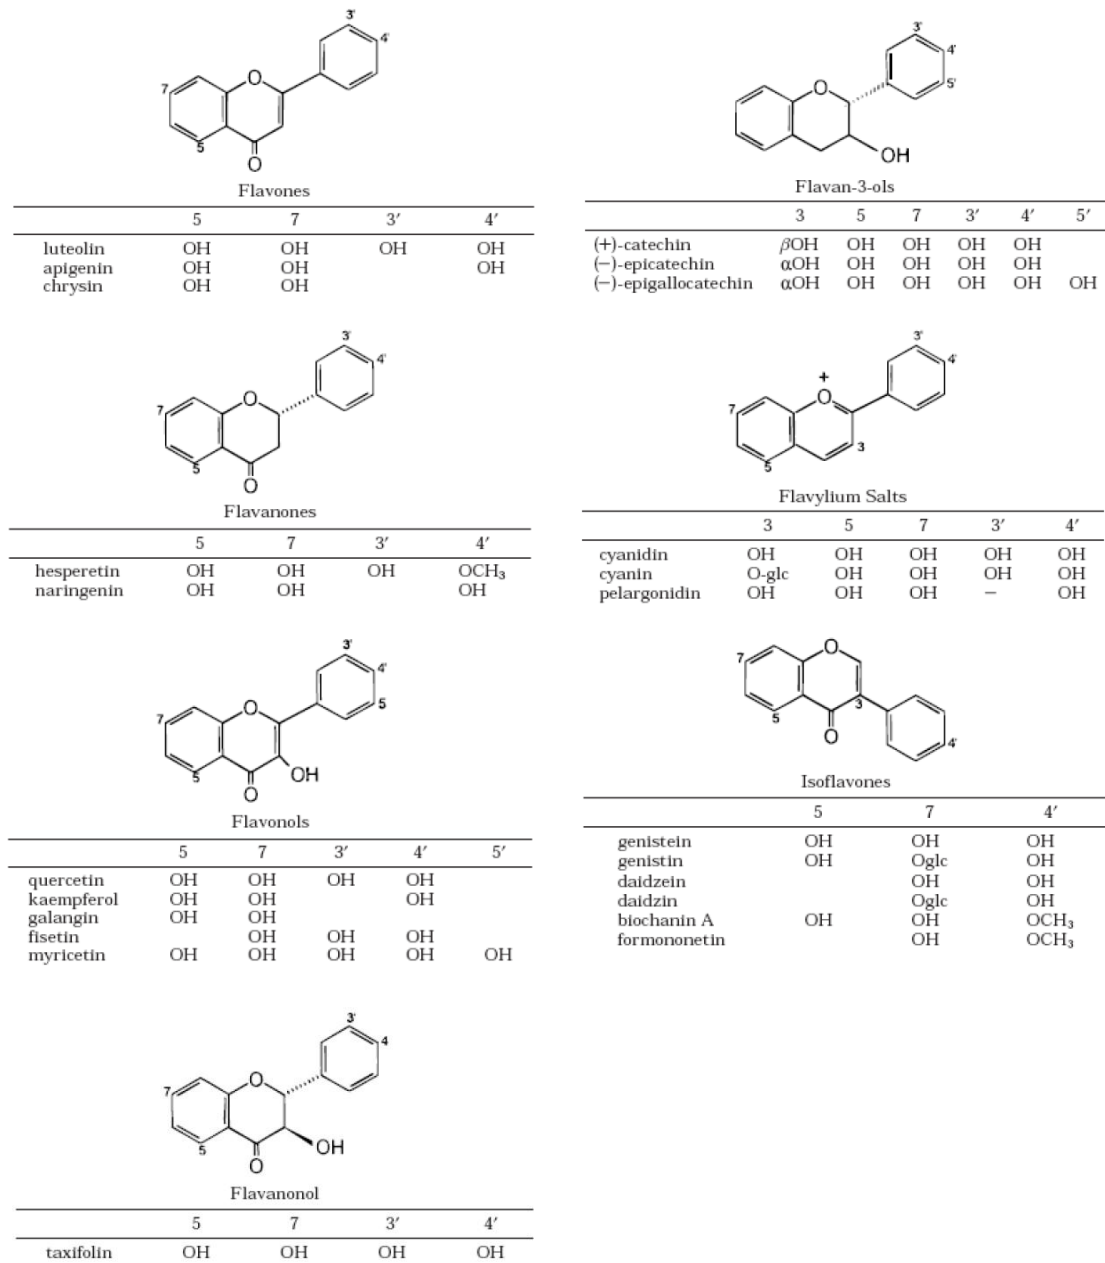 3′
4′
7
O
5
O
Flavones
5 7 3′ 4′
luteolin OH OH OH OH
apigenin OH OH OH
chrysin OH OH
3′
4′
7
O
5
O
Flavanones
5 7 3′ 4′
hesperetin OH OH OH OCH₃
naringenin OH OH OH
3′
4′
5
7
O
OH
5
O
Flavonols
5 7 3′ 4′ 5′
quercetin OH OH OH OH
kaempferol OH OH OH
galangin OH OH
fisetin OH OH OH
myricetin OH OH OH OH OH
3′
4
7
O
OH
5
O
Flavanonol
5 7 3′ 4′
taxifolin OH OH OH OH
3′
4′
5′
O
OH
Flavan-3-ols
3 5 7 3′ 4′ 5′
(+)-catechin βOH OH OH OH OH
(−)-epicatechin αOH OH OH OH OH
(−)-epigallocatechin αOH OH OH OH OH OH
3′
4′
+
7
O
3
5
Flavylium Salts
3 5 7 3′ 4′
cyanidin OH OH OH OH OH
cyanin O-glc OH OH OH OH
pelargonidin OH OH OH − OH
7
O
3
5
O
4′
Isoflavones
5 7 4′
genistein OH OH OH
genistin OH Oglc OH
daidzein OH OH
daidzin Oglc OH
biochanin A OH OH OCH₃
formononetin OH OCH₃